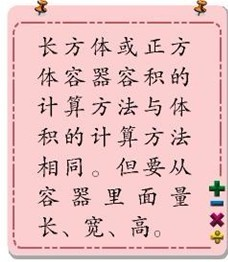 长方体或正方
体容器容积的
计算方法与体
积的计算方法
相同。但要从
容器里面量
长、宽、高。